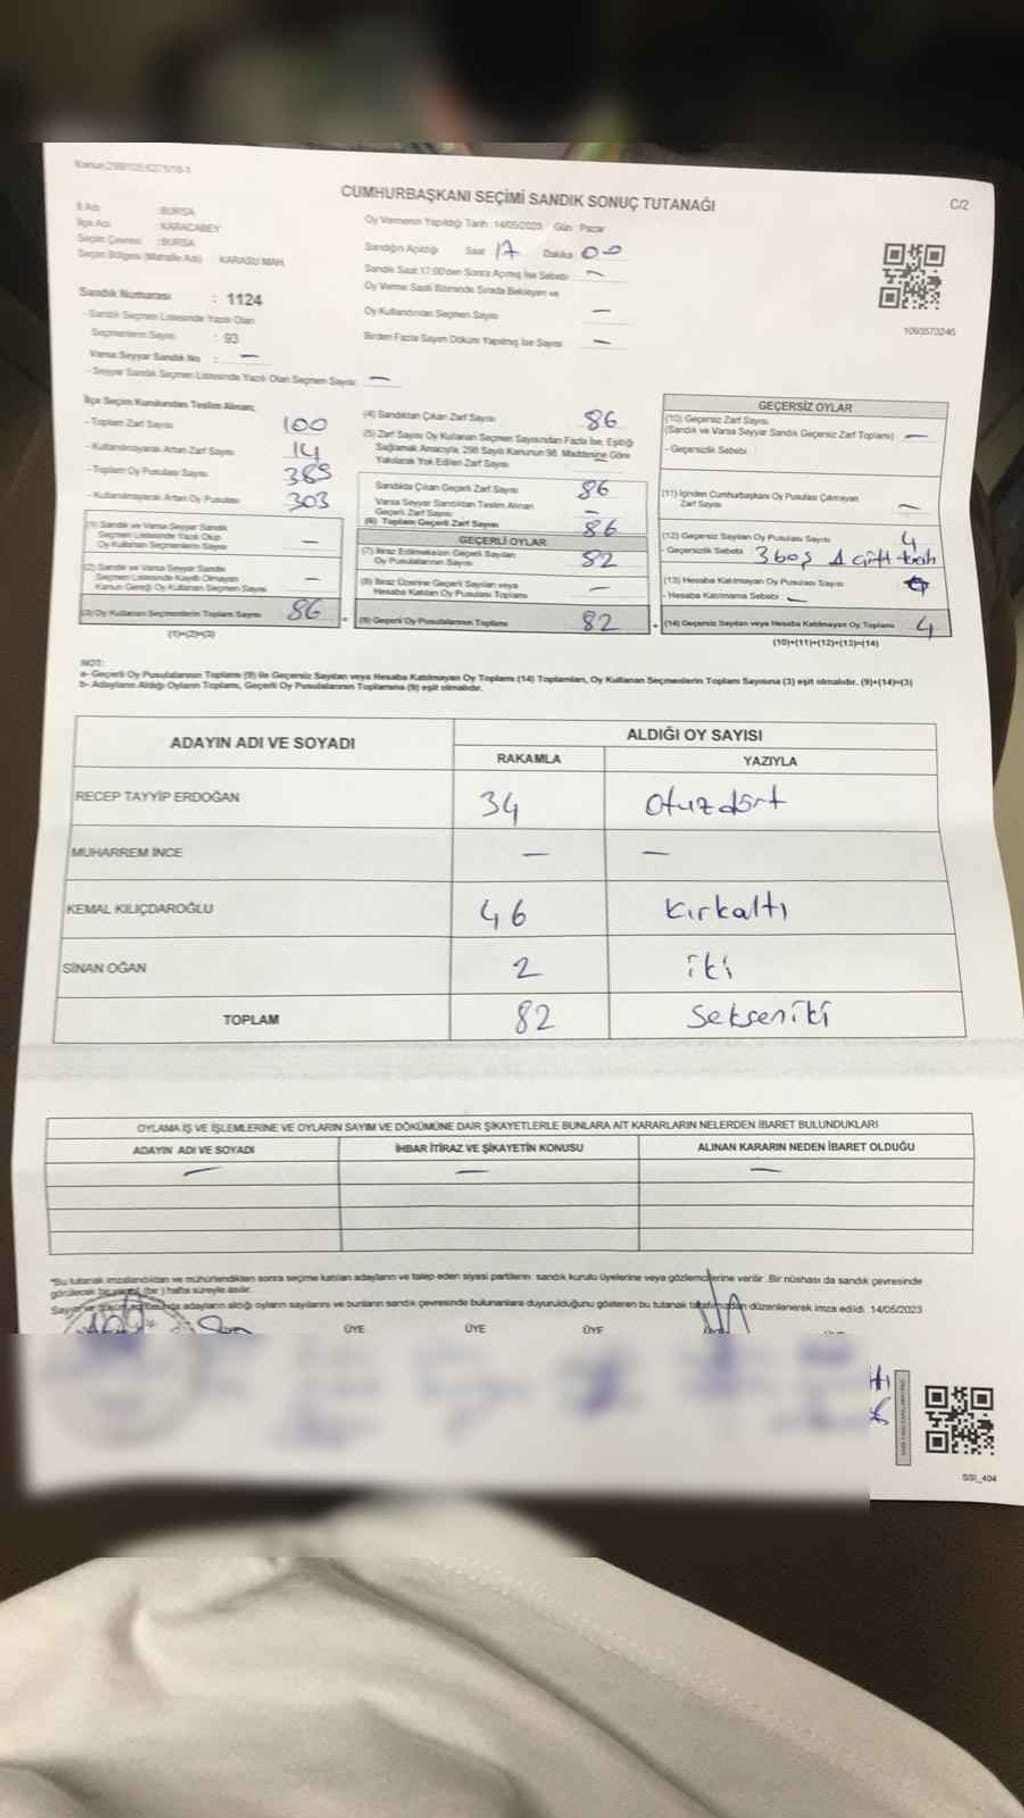 CUMHURBAŞKANI SEÇİMİ SANDIK SONUÇ TUTANAĞI
C/2
İl Adı : BURSA
İlçe Adı : KARACABEY
Seçim Çevresi : BURSA
Seçim Bölgesi (Mahalle Adı) : KARASU MAH.
Sandık Numarası : 1124
- Sandık Seçmen Listesinde Yazılı Olan
Seçmenlerin Sayısı : 93
Varsa Seyyar Sandık No : —
- Seyyar Sandık Seçmen Listesinde Yazılı Olan Seçmen Sayısı —
Oy Vermenin Yapıldığı Tarih : 14/05/2023 Gün : Pazar
Sandığın Açıldığı Saat 17 Dakika : 00
Sandık Saat 17:00'den Sonra Açılmış İse Sebebi : —
Oy Verme Saati Bitiminde Sırada Bekleyen ve
Oy Kullandırılan Seçmen Sayısı —
Birden Fazla Sayım Döküm Yapılmış İse Sayısı —
1093573246
İlçe Seçim Kurulundan Teslim Alınan;
- Toplam Zarf Sayısı 100
- Kullanılmayarak Artan Zarf Sayısı 14
- Toplam Oy Pusulası Sayısı 389
- Kullanılmayarak Artan Oy Pusulası 303
(1) Sandık ve Varsa Seyyar Sandık
Seçmen Listesinde Yazılı Olup
Oy Kullanan Seçmenlerin Sayısı —
(2) Sandık ve Varsa Seyyar Sandık
Seçmen Listesinde Kayıtlı Olmayan
Kanun Gereği Oy Kullanan Seçmen Sayısı —
(3) Oy Kullanan Seçmenlerin Toplam Sayısı 86
(1)+(2)=(3)
(4) Sandıktan Çıkan Zarf Sayısı 86
(5) Zarf Sayısı Oy Kullanan Seçmen Sayısından Fazla İse, Eşitliği
Sağlamak Amacıyla, 298 Sayılı Kanunun 98. Maddesine Göre
Yakılarak Yok Edilen Zarf Sayısı —
Sandıkta Çıkan Geçerli Zarf Sayısı 86
Varsa Seyyar Sandıktan Teslim Alınan
Geçerli Zarf Sayısı —
(6) Toplam Geçerli Zarf Sayısı 86
GEÇERLİ OYLAR
(7) İtiraz Edilmeksizin Geçerli Sayılan
Oy Pusulalarının Sayısı 82
(8) İtiraz Üzerine Geçerli Sayılan veya
Hesaba Katılan Oy Pusulası Toplamı —
(9) Geçerli Oy Pusulalarının Toplamı 82
GEÇERSİZ OYLAR
(10) Geçersiz Zarf Sayısı
(Sandık ve Varsa Seyyar Sandık Geçersiz Zarf Toplamı) —
- Geçersizlik Sebebi :
(11) İçinden Cumhurbaşkanı Oy Pusulası Çıkmayan
Zarf Sayısı —
(12) Geçersiz Sayılan Oy Pusulası Sayısı 4
- Geçersizlik Sebebi : 3 boş 1 çift
(13) Hesaba Katılmayan Oy Pusulası Sayısı
- Hesaba Katılmama Sebebi : —
(14) Geçersiz Sayılan veya Hesaba Katılmayan Oy Toplamı 4
(10)+(11)+(12)+(13)=(14)
NOT:
a- Geçerli Oy Pusulalarının Toplamı (9) ile Geçersiz Sayılan veya Hesaba Katılmayan Oy Toplamı (14) Toplamları, Oy Kullanan Seçmenlerin Toplam Sayısına (3) eşit olmalıdır. (9)+(14)=(3)
b- Adayların Aldığı Oyların Toplamı, Geçerli Oy Pusulalarının Toplamına (9) eşit olmalıdır.
ADAYIN ADI VE SOYADI ALDIĞI OY SAYISI
RAKAMLA YAZIYLA
RECEP TAYYİP ERDOĞAN 34 otuzdört
MUHARREM İNCE — —
KEMAL KILIÇDAROĞLU 46 kırkaltı
SİNAN OĞAN 2 iki
TOPLAM 82 Sekseniki
OYLAMA İŞ VE İŞLEMLERİNE VE OYLARIN SAYIM VE DÖKÜMÜNE DAİR ŞİKAYETLERLE BUNLARA AİT KARARLARIN NELERDEN İBARET BULUNDUKLARI
ADAYIN ADI VE SOYADI İHBAR İTİRAZ VE ŞİKAYETİN KONUSU ALINAN KARARIN NEDEN İBARET OLDUĞU
— — —
*Bu tutanak imzalandıktan ve mühürlendikten sonra seçime katılan adayların ve talep eden siyasi partilerin sandık kurulu üyelerine veya gözlemcilerine verilir. Bir nüshası da sandık çevresinde
görülecek bir yere (bir) hafta süreyle asılır.
adayların aldığı oyların sayılarını ve bunların sandık çevresinde bulunanlara duyurulduğunu gösteren bu tutanak tarafımızdan düzenlenerek imza edildi. 14/05/2023
ÜYE ÜYE ÜYE
SSI_404